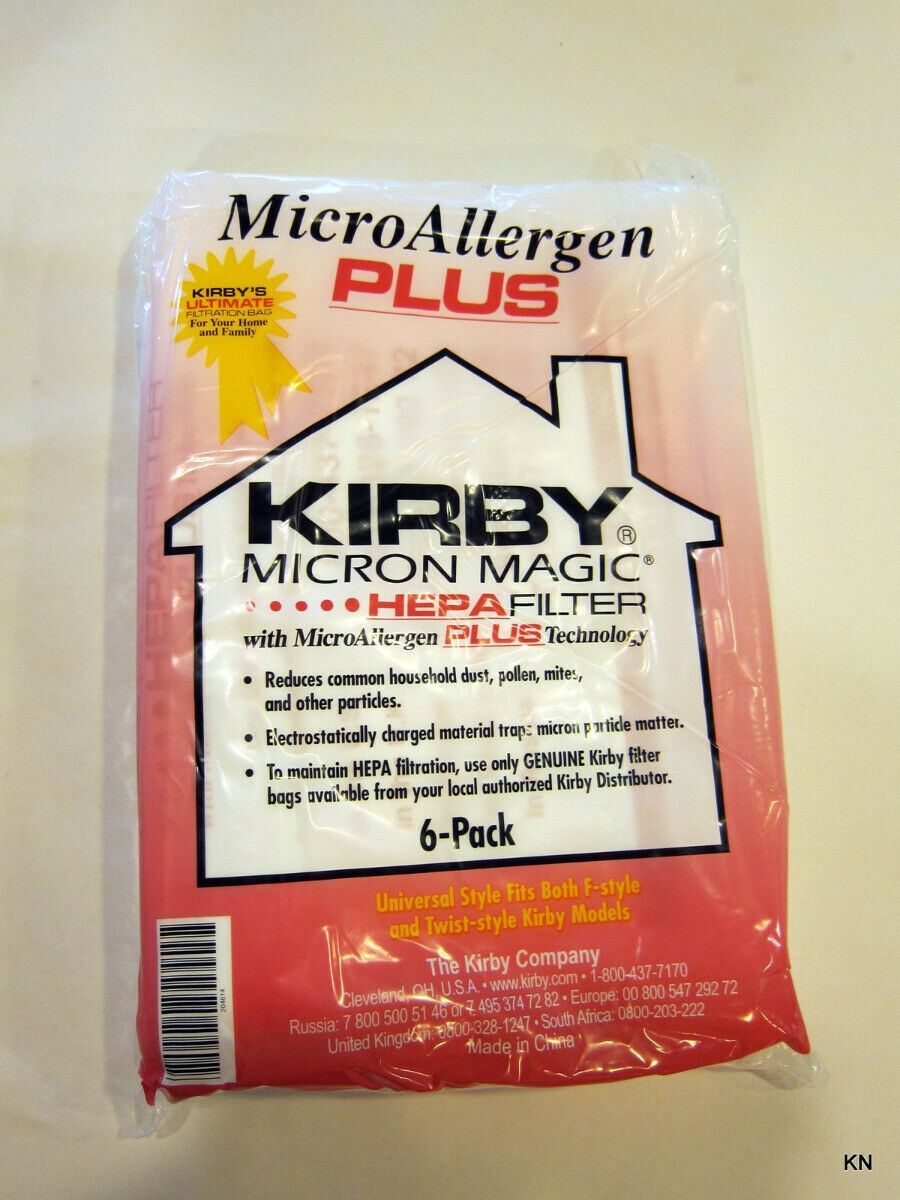 MicroAllergen
PLUS
KIRBY'S
ULTIMATE
FILTRATION BAG
For Your Home
and Family
KIRBY®
MICRON MAGIC®
HEPA FILTER
with MicroAllergen PLUS Technology
• Reduces common household dust, pollen, mites,
and other particles.
• Electrostatically charged material traps micron particle matter.
• To maintain HEPA filtration, use only GENUINE Kirby filter
bags available from your local authorized Kirby Distributor.
6-Pack
Universal Style Fits Both F-style
and Twist-style Kirby Models
The Kirby Company
Cleveland, OH, U.S.A. • www.kirby.com • 1-800-437-7170
Russia: 7 800 500 51 46 or 7 495 374 72 82 • Europe: 00 800 547 292 72
United Kingdom: 0800-328-1247 • South Africa: 0800-203-222
Made in China
204814
KN